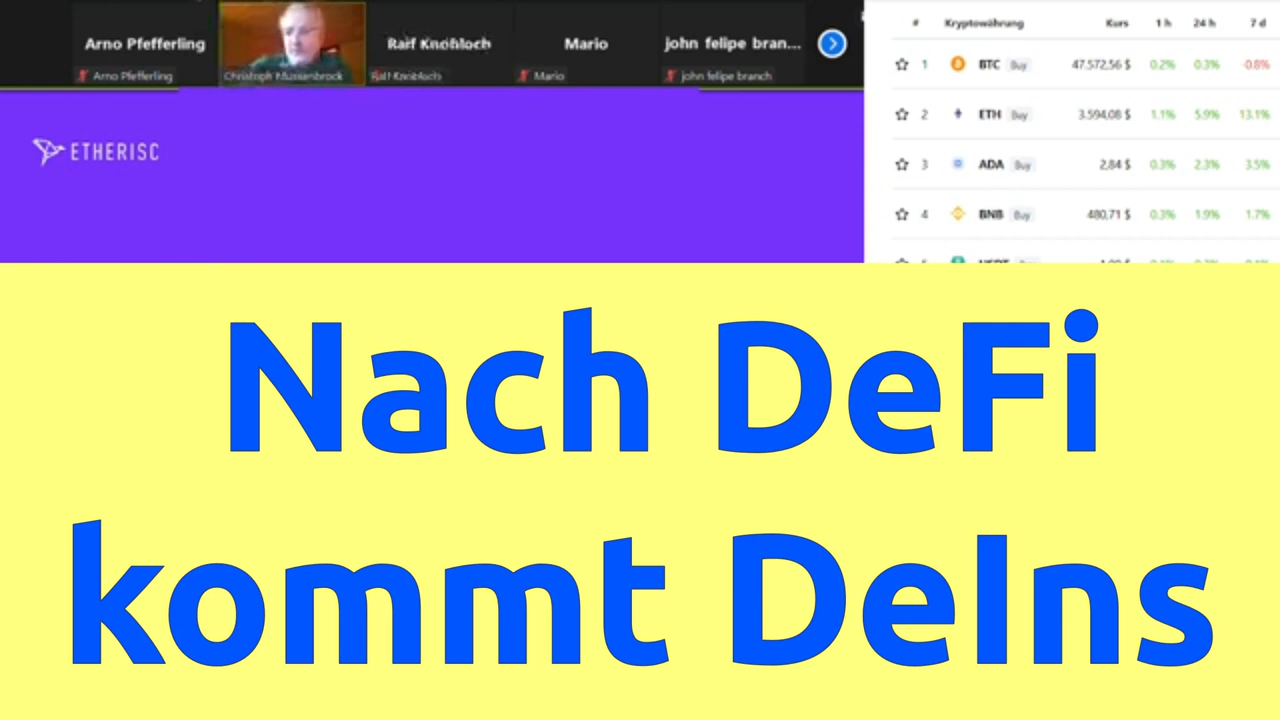 Arno Pfefferling
Ralf Knobloch
Mario
john felipe bran...
Arno Pfefferling
Christoph Mussenbrock
Ralf Knobloch
Mario
john felipe branch
ETHERISC
# Kryptowährung Kurs 1 h 24 h 7 d
1 BTC Buy 47.572,56 $ 0.2% 0.3% -0.8%
2 ETH Buy 3.594,08 $ 1.1% 5.9% 13.1%
3 ADA Buy 2,84 $ 0.3% 2.3% 3.5%
4 BNB Buy 480,71 $ 0.3% 1.9% 1.7%
Nach DeFi
kommt DeIns